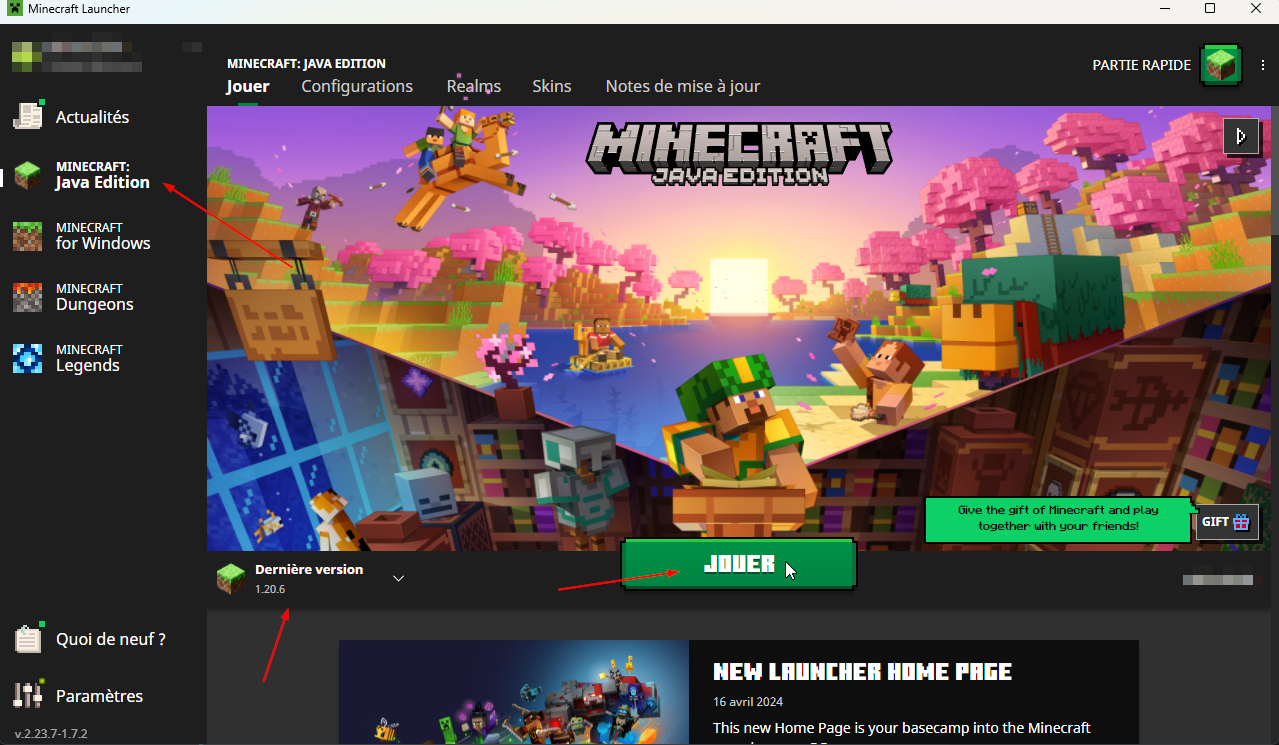 Minecraft Launcher
MINECRAFT: JAVA EDITION
Jouer
Configurations
Realms
Skins
Notes de mise à jour
PARTIE RAPIDE
Actualités
MINECRAFT:
Java Edition
MINECRAFT
for Windows
MINECRAFT
Dungeons
MINECRAFT
Legends
Quoi de neuf ?
Paramètres
v.2.23.7-1.7.2
MINECRAFT
JAVA EDITION
Give the gift of Minecraft and play
together with your friends!
GIFT
Dernière version
1.20.6
JOUER
NEW LAUNCHER HOME PAGE
16 avril 2024
This new Home Page is your basecamp into the Minecraft